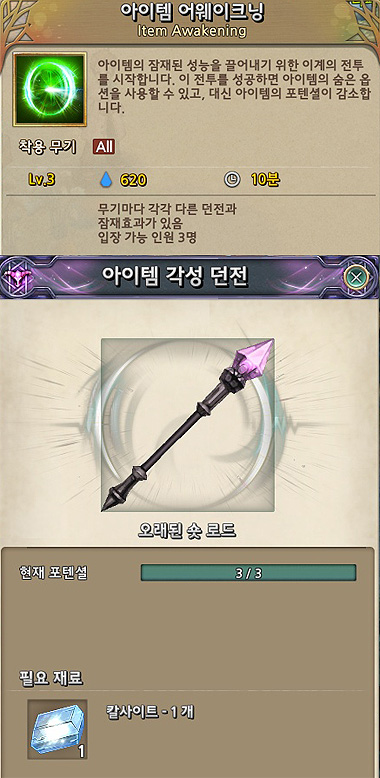 아이템 어웨이크닝
Item Awakening
아이템의 잠재된 성능을 끌어내기 위한 이계의 전투
를 시작합니다. 이 전투를 성공하면 아이템의 숨은 옵
션을 사용할 수 있고, 대신 아이템의 포텐셜이 감소합
니다.
착용 무기 All
Lv.3 620 10분
무기마다 각각 다른 던전과
잠재효과가 있음
입장 가능 인원 3명
아이템 각성 던전
오래된 숏 로드
현재 포텐셜 3 / 3
필요 재료
칼사이트 - 1 개
1